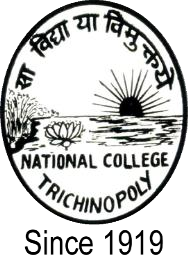 सा विद्या या विमुक्तये
NATIONAL COLLEGE
TRICHINOPOLY
Since 1919